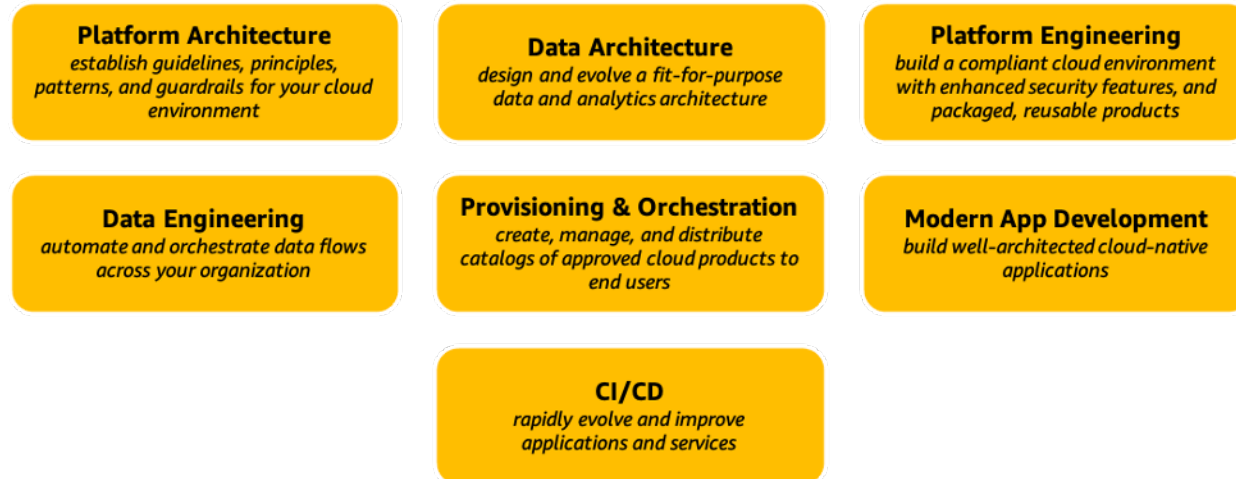 Platform Architecture
establish guidelines, principles,
patterns, and guardrails for your cloud
environment
Data Architecture
design and evolve a fit-for-purpose
data and analytics architecture
Platform Engineering
build a compliant cloud environment
with enhanced security features, and
packaged, reusable products
Data Engineering
automate and orchestrate data flows
across your organization
Provisioning & Orchestration
create, manage, and distribute
catalogs of approved cloud products to
end users
Modern App Development
build well-architected cloud-native
applications
CI/CD
rapidly evolve and improve
applications and services